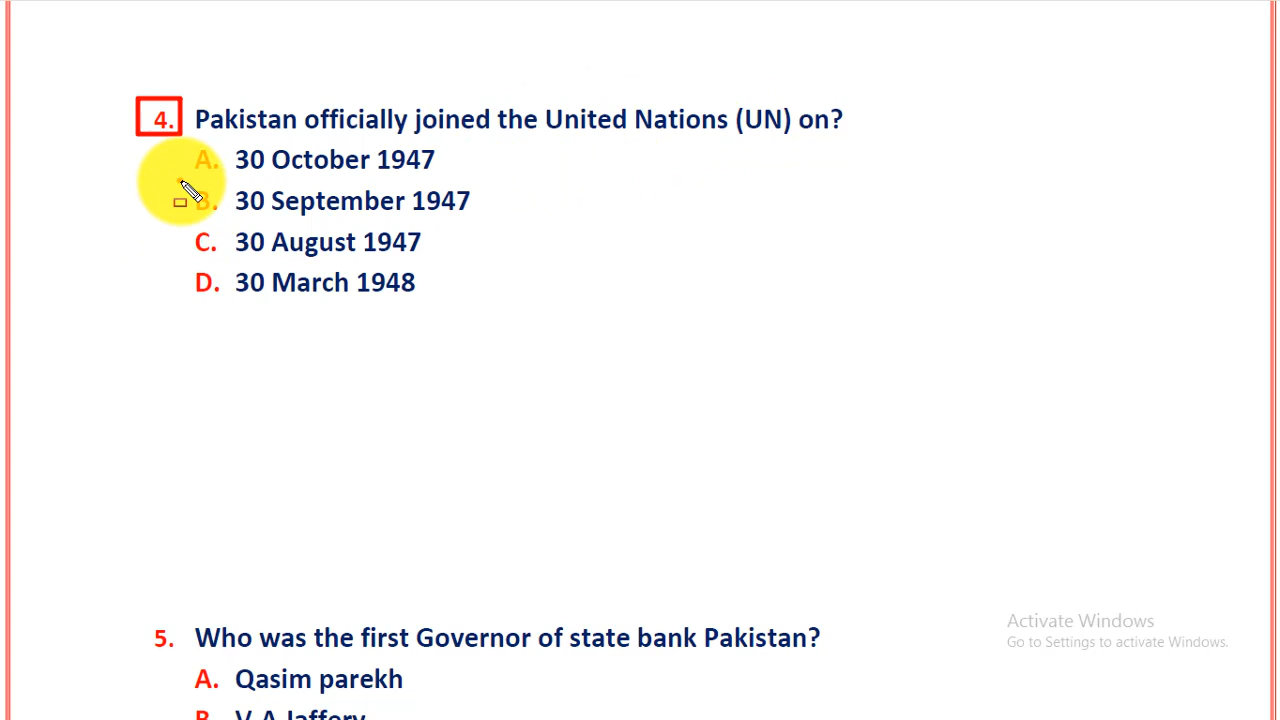 4. Pakistan officially joined the United Nations (UN) on?
A. 30 October 1947
B. 30 September 1947
C. 30 August 1947
D. 30 March 1948
5. Who was the first Governor of state bank Pakistan?
A. Qasim parekh
B. V A Jaffery
Activate Windows
Go to Settings to activate Windows.